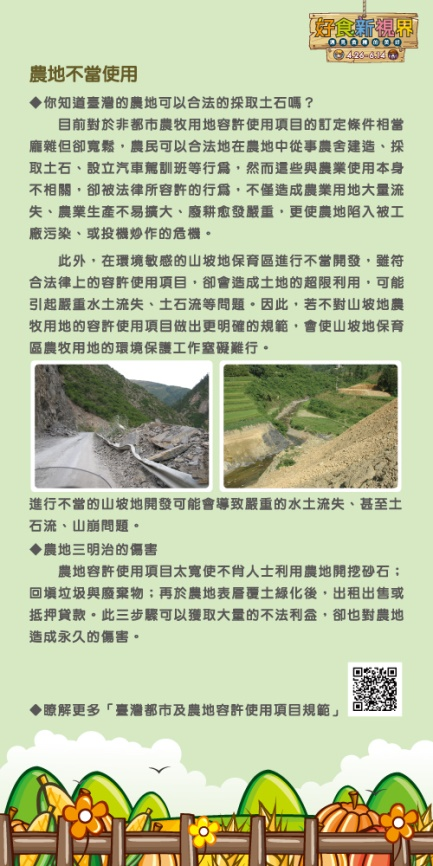 好食新視界
4.26-6.14
農地不當使用
◆你知道臺灣的農地可以合法的採取土石嗎？
目前對於非都市農牧用地容許使用項目的訂定條件相當
龐雜但卻寬鬆，農民可以合法地在農地中從事農舍建造、採
取土石、設立汽車駕訓班等行為，然而這些與農業使用本身
不相關，卻被法律所容許的行為，不僅造成農業用地大量流
失、農業生產不易擴大、廢耕愈發嚴重，更使農地陷入被工
廠污染、或投機炒作的危機。
此外，在環境敏感的山坡地保育區進行不當開發，雖符
合法律上的容許使用項目，卻會造成土地的超限利用，可能
引起嚴重水土流失、土石流等問題。因此，若不對山坡地農
牧用地的容許使用項目做出更明確的規範，會使山坡地保育
區農牧用地的環境保護工作窒礙難行。
進行不當的山坡地開發可能會導致嚴重的水土流失、甚至土
石流、山崩問題。
◆農地三明治的傷害
農地容許使用項目太寬使不肖人士利用農地開挖砂石；
回填垃圾與廢棄物；再於農地表層覆土綠化後，出租出售或
抵押貸款。此三步驟可以獲取大量的不法利益，卻也對農地
造成永久的傷害。
◆瞭解更多「臺灣都市及農地容許使用項目規範」